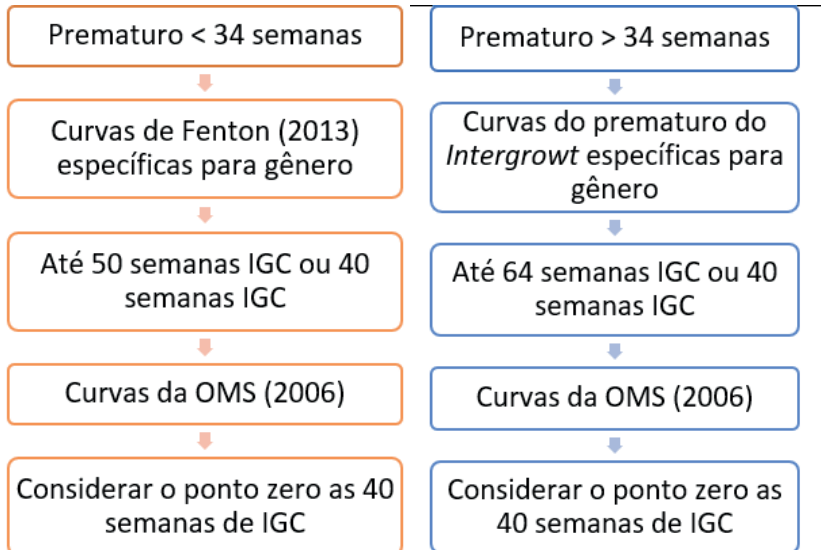 Prematuro < 34 semanas
Curvas de Fenton (2013)
específicas para gênero
Até 50 semanas IGC ou 40
semanas IGC
Curvas da OMS (2006)
Considerar o ponto zero as 40
semanas de IGC
Prematuro > 34 semanas
Curvas do prematuro do
Intergrowt específicas para
gênero
Até 64 semanas IGC ou 40
semanas IGC
Curvas da OMS (2006)
Considerar o ponto zero as
40 semanas de IGC